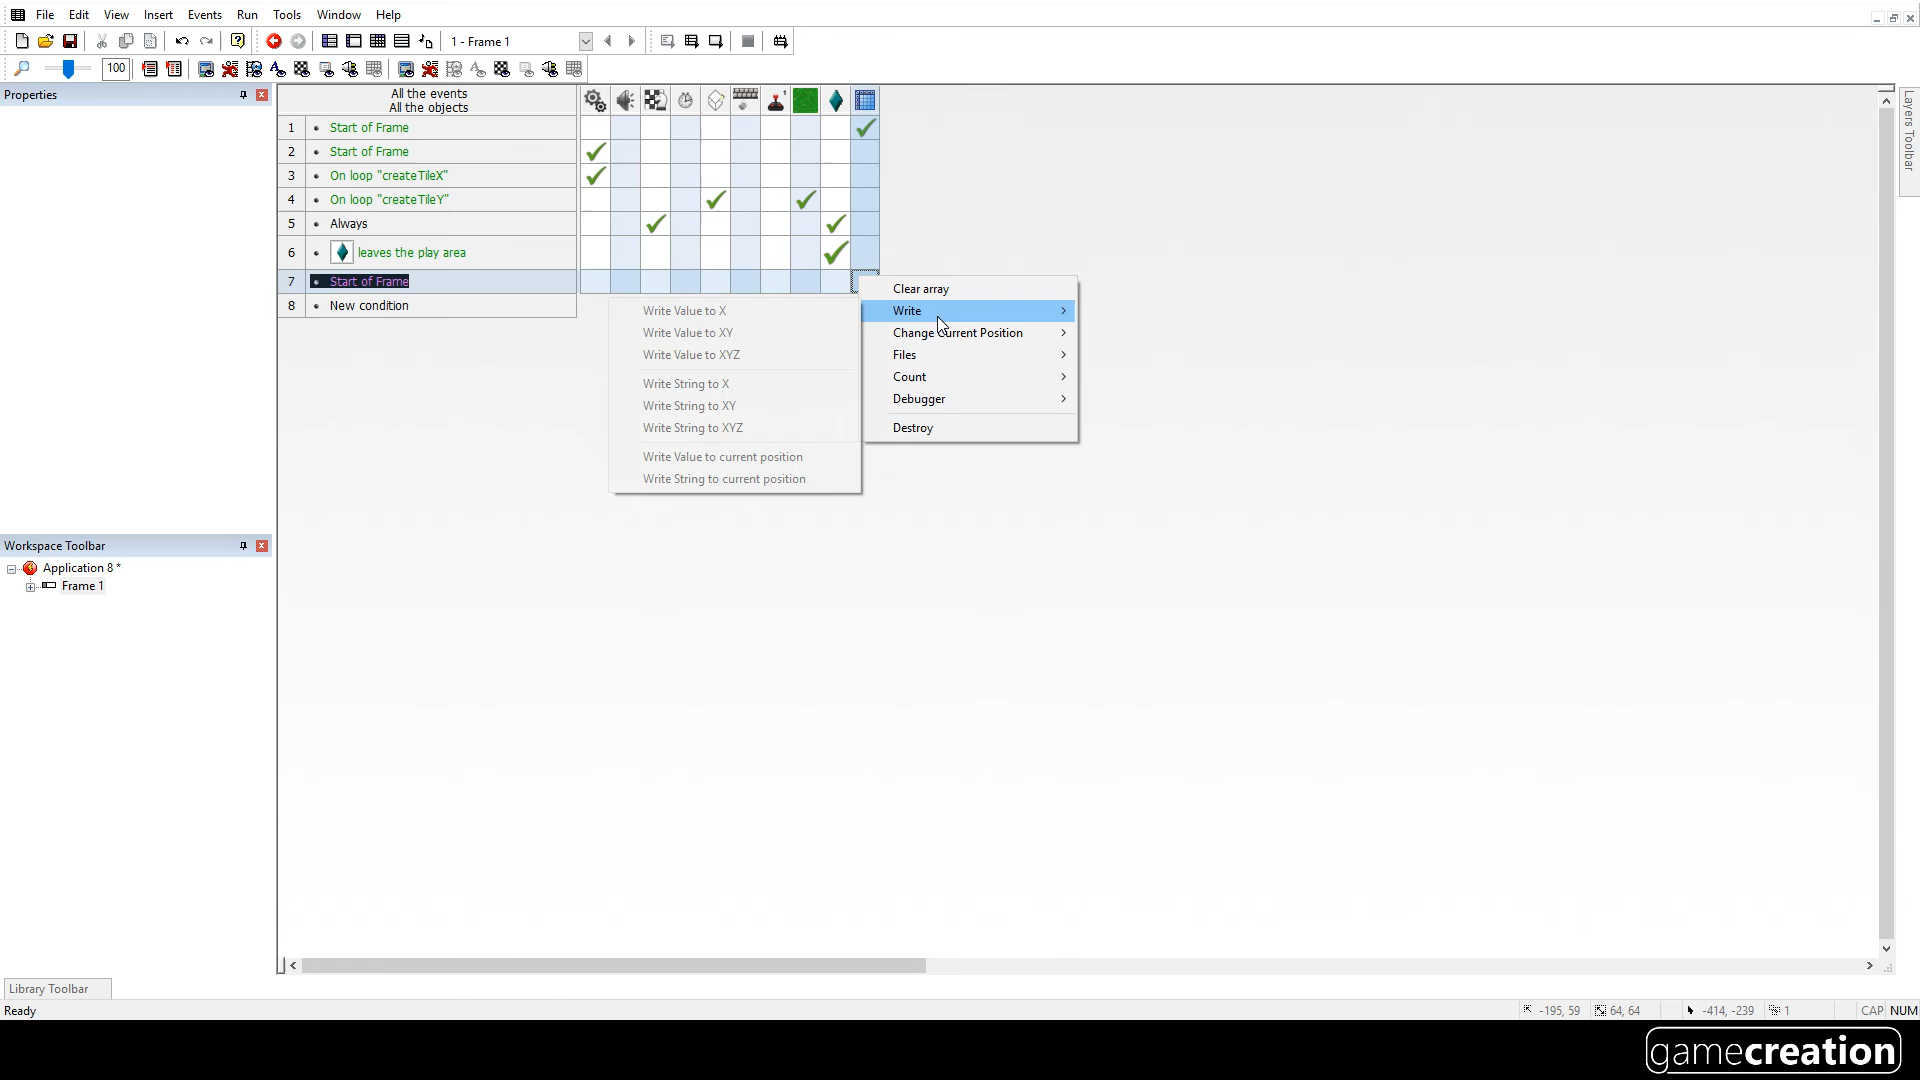 File Edit View Insert Events Run Tools Window Help
1 - Frame 1
100
Properties
All the events
All the objects
1 Start of Frame
2 Start of Frame
3 On loop "createTileX"
4 On loop "createTileY"
5 Always
6 leaves the play area
7 Start of Frame
8 New condition
Clear array
Write
Change Current Position
Files
Count
Debugger
Destroy
Write Value to X
Write Value to XY
Write Value to XYZ
Write String to X
Write String to XY
Write String to XYZ
Write Value to current position
Write String to current position
Layers Toolbar
Workspace Toolbar
Application 8 *
Frame 1
Library Toolbar
Ready
-195, 59 64, 64 -414, -239 1 CAP NUM
gamecreation